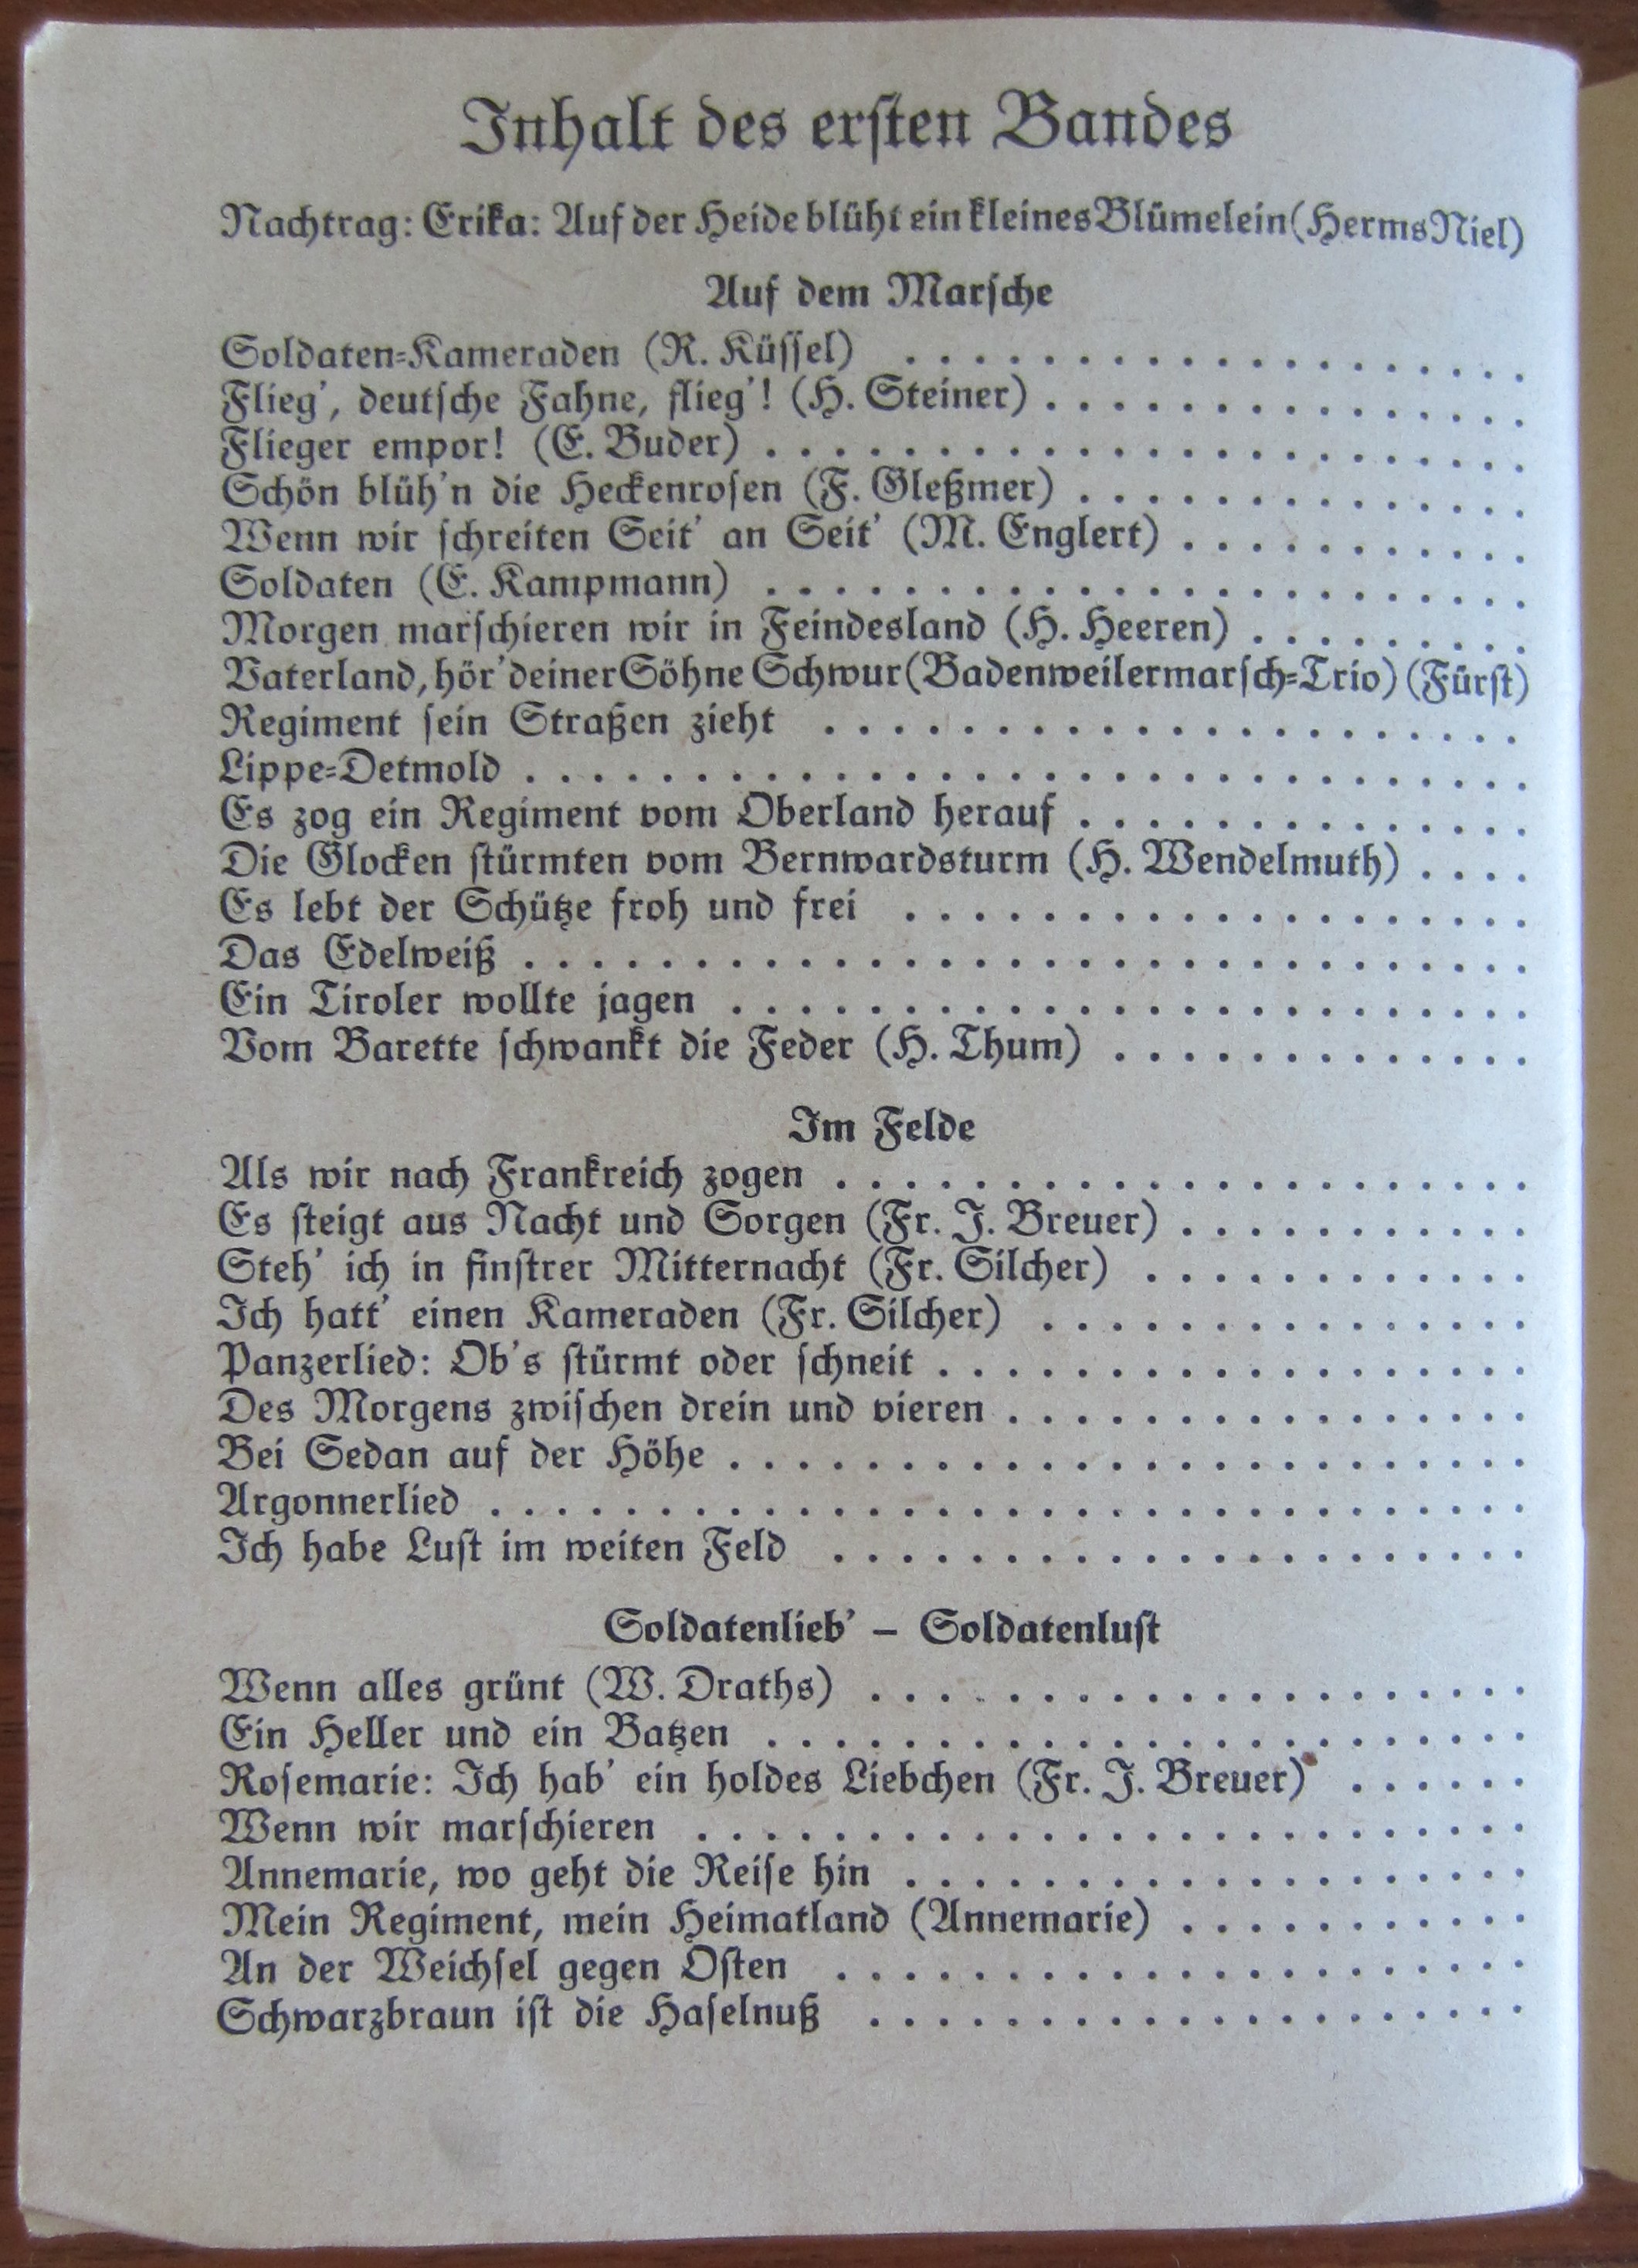 Inhalt des ersten Bandes
Nachtrag: Erika: Auf der Heide blüht ein kleines Blümelein (Herms Niel)
Auf dem Marsche
Soldaten-Kameraden (R. Küssel) . . . . . . . . . . . . . . . . . .
Flieg', deutsche Fahne, flieg'! (H. Steiner) . . . . . . . . . . . . . .
Flieger empor! (E. Buder) . . . . . . . . . . . . . . . . . . . . . .
Schön blüh'n die Heckenrosen (F. Gleßmer) . . . . . . . . . . . . .
Wenn wir schreiten Seit' an Seit' (M. Englert) . . . . . . . . . .
Soldaten (E. Kampmann) . . . . . . . . . . . . . . . . . . . . . .
Morgen marschieren wir in Feindesland (H. Heeren) . . . . . . . .
Vaterland, hör' deiner Söhne Schwur (Badenweilermarsch-Trio) (Fürst)
Regiment sein Straßen zieht . . . . . . . . . . . . . . . . . . . . .
Lippe-Detmold . . . . . . . . . . . . . . . . . . . . . . . . . . . . .
Es zog ein Regiment vom Oberland herauf . . . . . . . . . . . . .
Die Glocken stürmten vom Bernwardsturm (H. Wendelmuth) . . . .
Es lebt der Schütze froh und frei . . . . . . . . . . . . . . . . . . .
Das Edelweiß . . . . . . . . . . . . . . . . . . . . . . . . . . . . .
Ein Tiroler wollte jagen . . . . . . . . . . . . . . . . . . . . . . .
Vom Barette schwankt die Feder (H. Thum) . . . . . . . . . . . . .
Im Felde
Als wir nach Frankreich zogen . . . . . . . . . . . . . . . . . . . .
Es steigt aus Nacht und Sorgen (Fr. J. Breuer) . . . . . . . . . .
Steh' ich in finstrer Mitternacht (Fr. Silcher) . . . . . . . . . . . .
Ich hatt' einen Kameraden (Fr. Silcher) . . . . . . . . . . . . . . .
Panzerlied: Ob's stürmt oder schneit . . . . . . . . . . . . . . . . .
Des Morgens zwischen drein und vieren . . . . . . . . . . . . . . .
Bei Sedan auf der Höhe . . . . . . . . . . . . . . . . . . . . . . .
Argonnerlied . . . . . . . . . . . . . . . . . . . . . . . . . . . . . .
Ich habe Lust im weiten Feld . . . . . . . . . . . . . . . . . . . .
Soldatenlieb' – Soldatenlust
Wenn alles grünt (W. Draths) . . . . . . . . . . . . . . . . . . .
Ein Heller und ein Batzen . . . . . . . . . . . . . . . . . . . . . .
Rosemarie: Ich hab' ein holdes Liebchen (Fr. J. Breuer) . . . . . .
Wenn wir marschieren . . . . . . . . . . . . . . . . . . . . . . . .
Annemarie, wo geht die Reise hin . . . . . . . . . . . . . . . . . .
Mein Regiment, mein Heimatland (Annemarie) . . . . . . . . . .
An der Weichsel gegen Osten . . . . . . . . . . . . . . . . . . . .
Schwarzbraun ist die Haselnuß . . . . . . . . . . . . . . . . . . .